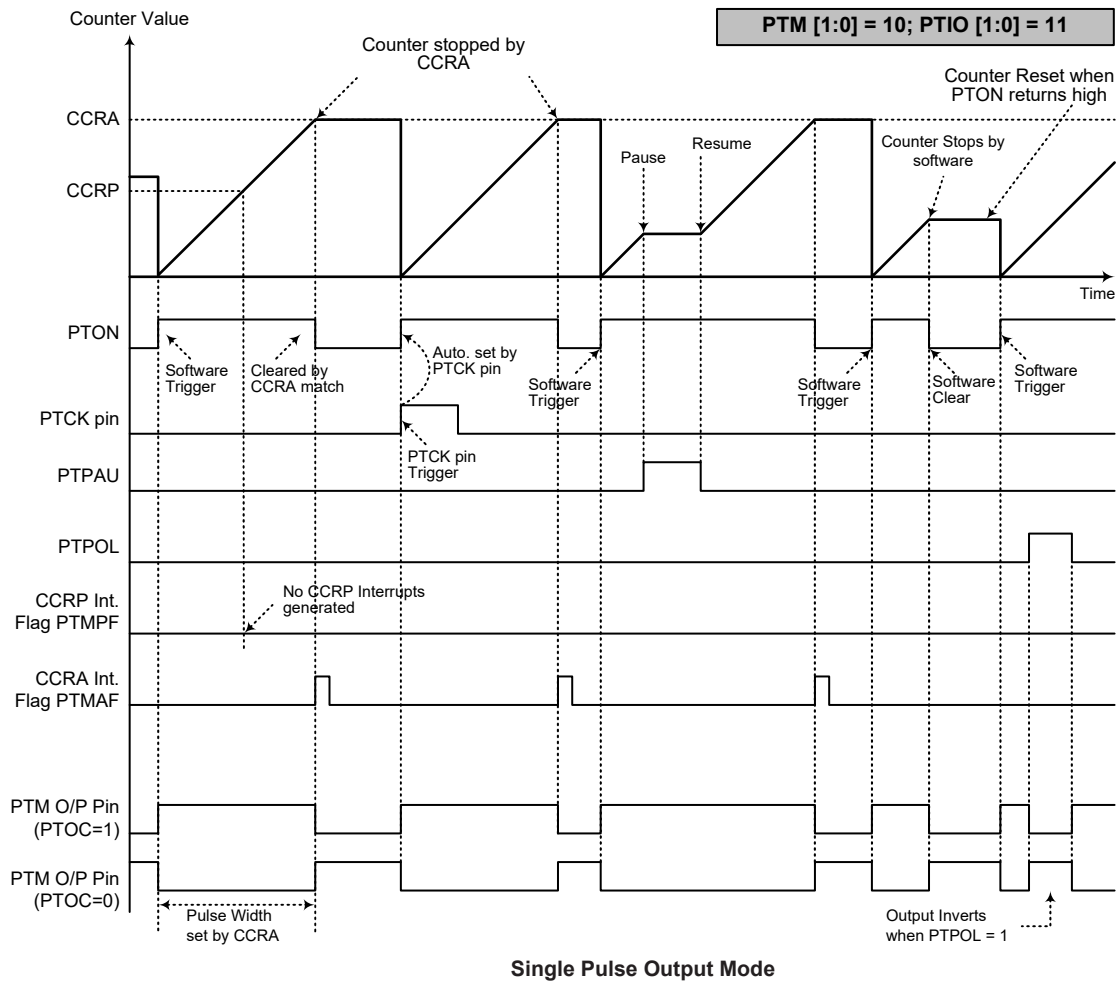 Counter Value
PTM [1:0] = 10; PTIO [1:0] = 11
Counter stopped by
CCRA
Counter Reset when
PTON returns high
CCRA
Pause
Resume
Counter Stops by
software
CCRP
Time
PTON
Software
Trigger
Cleared by
CCRA match
Auto. set by
PTCK pin
Software
Trigger
Software
Trigger
Software
Clear
Software
Trigger
PTCK pin
PTCK pin
Trigger
PTPAU
PTPOL
No CCRP Interrupts
generated
CCRP Int.
Flag PTMPF
CCRA Int.
Flag PTMAF
PTM O/P Pin
(PTOC=1)
PTM O/P Pin
(PTOC=0)
Pulse Width
set by CCRA
Output Inverts
when PTPOL = 1
Single Pulse Output Mode